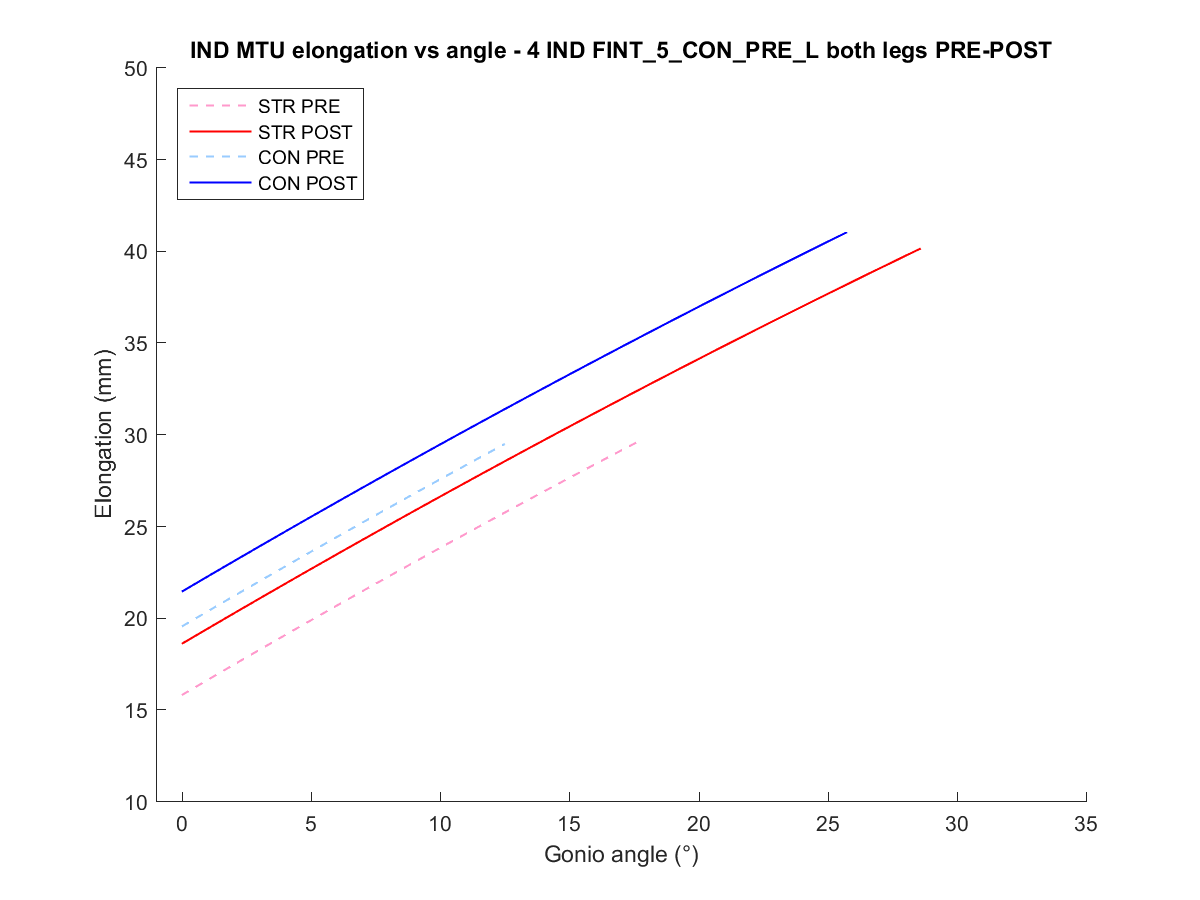 IND MTU elongation vs angle - 4 IND FINT_5_CON_PRE_L both legs PRE-POST
50
45
40
35
30
25
20
15
10
STR PRE
STR POST
CON PRE
CON POST
Elongation (mm)
0 5 10 15 20 25 30 35
Gonio angle (°)